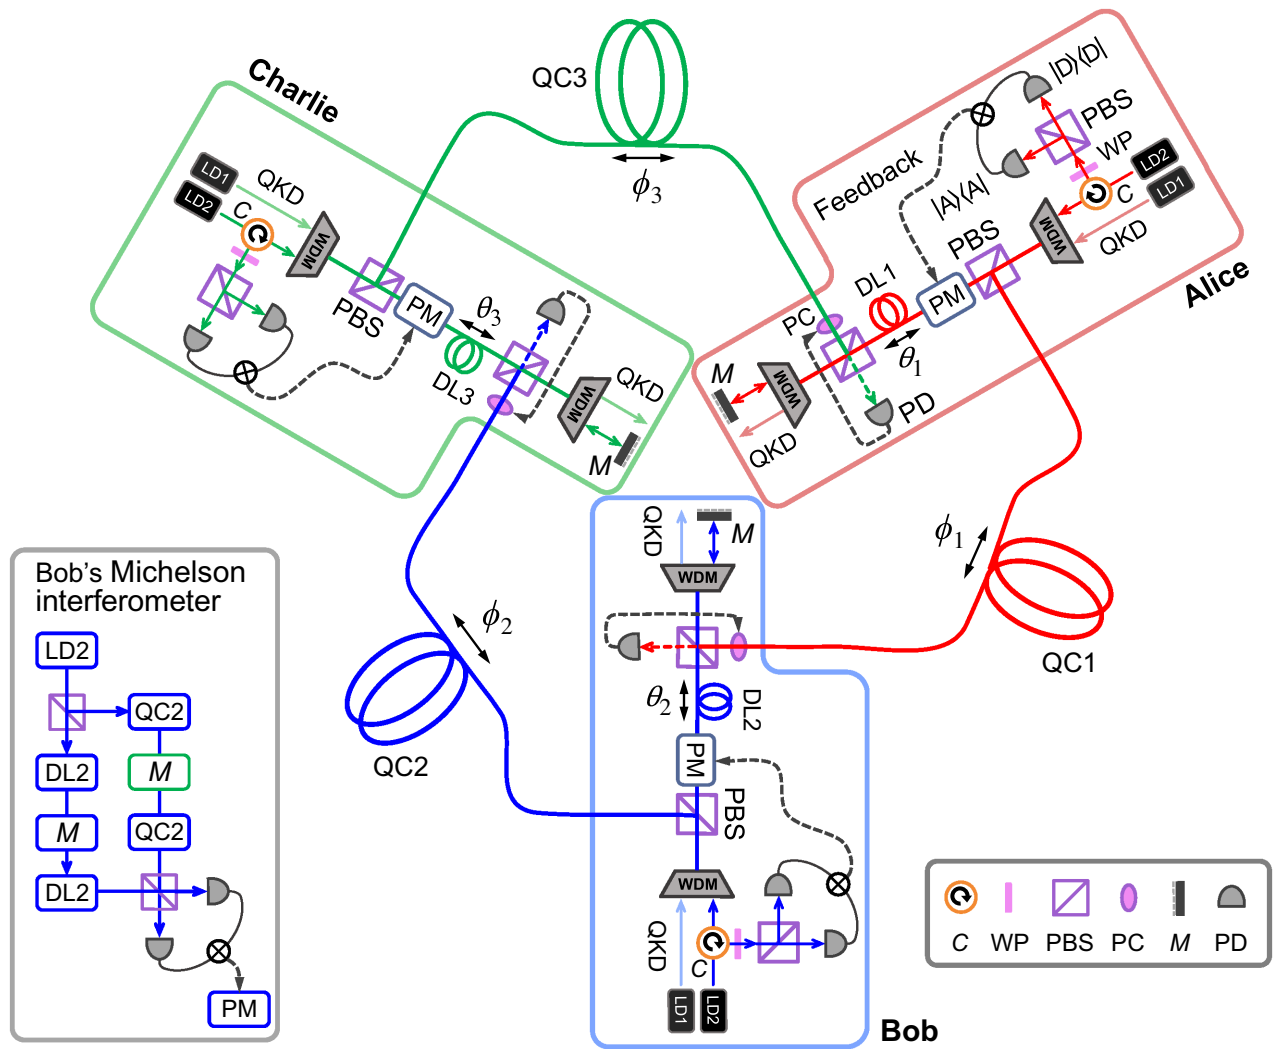 Charlie
LD1
LD2
QKD
C
WDM
PBS
PM
θ3
DL3
QKD
WDM
M
QC3
ϕ3
Alice
Feedback
|D⟩⟨D|
|A⟩⟨A|
PBS
WP
LD2
LD1
C
QKD
WDM
PBS
PM
DL1
θ1
PC
PD
WDM
M
QKD
ϕ1
QC1
ϕ2
QC2
Bob
QKD
M
WDM
θ2
DL2
PM
PBS
WDM
QKD
C
LD1
LD2
Bob's Michelson
interferometer
LD2
QC2
DL2
M
M
QC2
DL2
PM
C WP PBS PC M PD